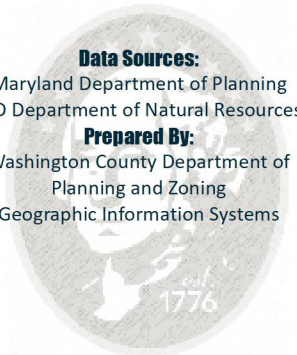 Data Sources:
Maryland Department of Planning
D Department of Natural Resources
Prepared By:
Washington County Department of
Planning and Zoning
Geographic Information Systems
est.
1776